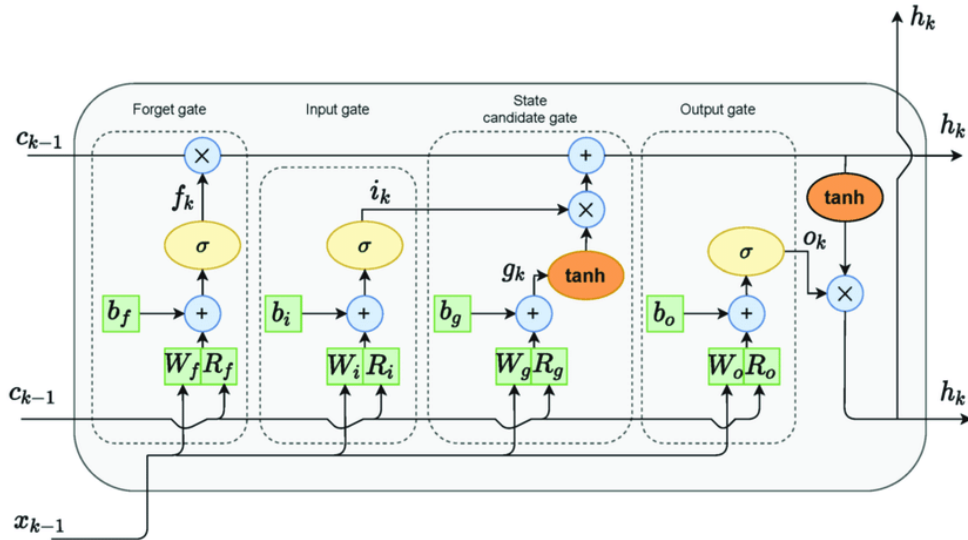 h_k
Forget gate
Input gate
State
candidate gate
Output gate
c_{k-1}
×
+
h_k
f_k
i_k
×
tanh
σ
σ
g_k
tanh
σ
o_k
×
b_f
+
b_i
+
b_g
+
b_o
+
W_f R_f
W_i R_i
W_g R_g
W_o R_o
c_{k-1}
h_k
x_{k-1}